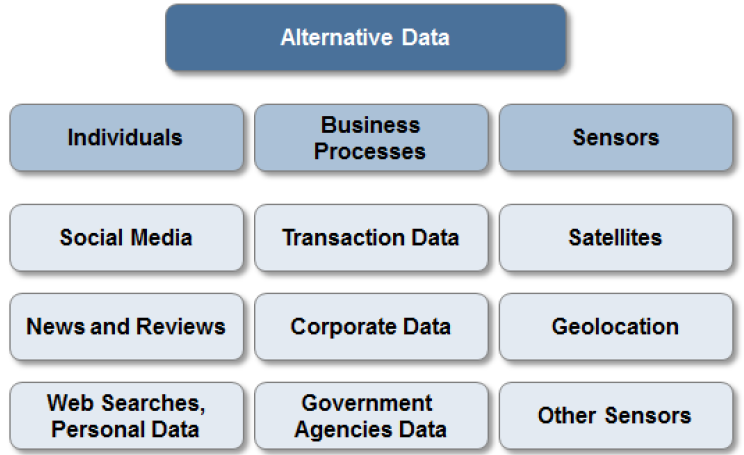 Alternative Data
Individuals
Business
Processes
Sensors
Social Media
Transaction Data
Satellites
News and Reviews
Corporate Data
Geolocation
Web Searches,
Personal Data
Government
Agencies Data
Other Sensors